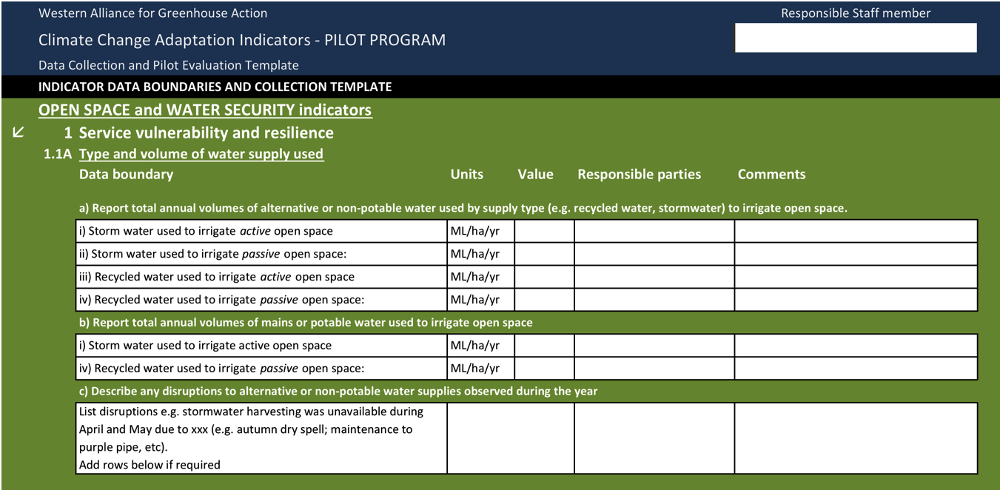 Western Alliance for Greenhouse Action
Responsible Staff member
Climate Change Adaptation Indicators - PILOT PROGRAM
Data Collection and Pilot Evaluation Template
INDICATOR DATA BOUNDARIES AND COLLECTION TEMPLATE
OPEN SPACE and WATER SECURITY indicators
1 Service vulnerability and resilience
1.1A Type and volume of water supply used
Data boundary Units Value Responsible parties Comments
a) Report total annual volumes of alternative or non-potable water used by supply type (e.g. recycled water, stormwater) to irrigate open space.
i) Storm water used to irrigate active open space ML/ha/yr
ii) Storm water used to irrigate passive open space: ML/ha/yr
iii) Recycled water used to irrigate active open space ML/ha/yr
iv) Recycled water used to irrigate passive open space: ML/ha/yr
b) Report total annual volumes of mains or potable water used to irrigate open space
i) Storm water used to irrigate active open space ML/ha/yr
iv) Recycled water used to irrigate passive open space: ML/ha/yr
c) Describe any disruptions to alternative or non-potable water supplies observed during the year
List disruptions e.g. stormwater harvesting was unavailable during
April and May due to xxx (e.g. autumn dry spell; maintenance to
purple pipe, etc).
Add rows below if required